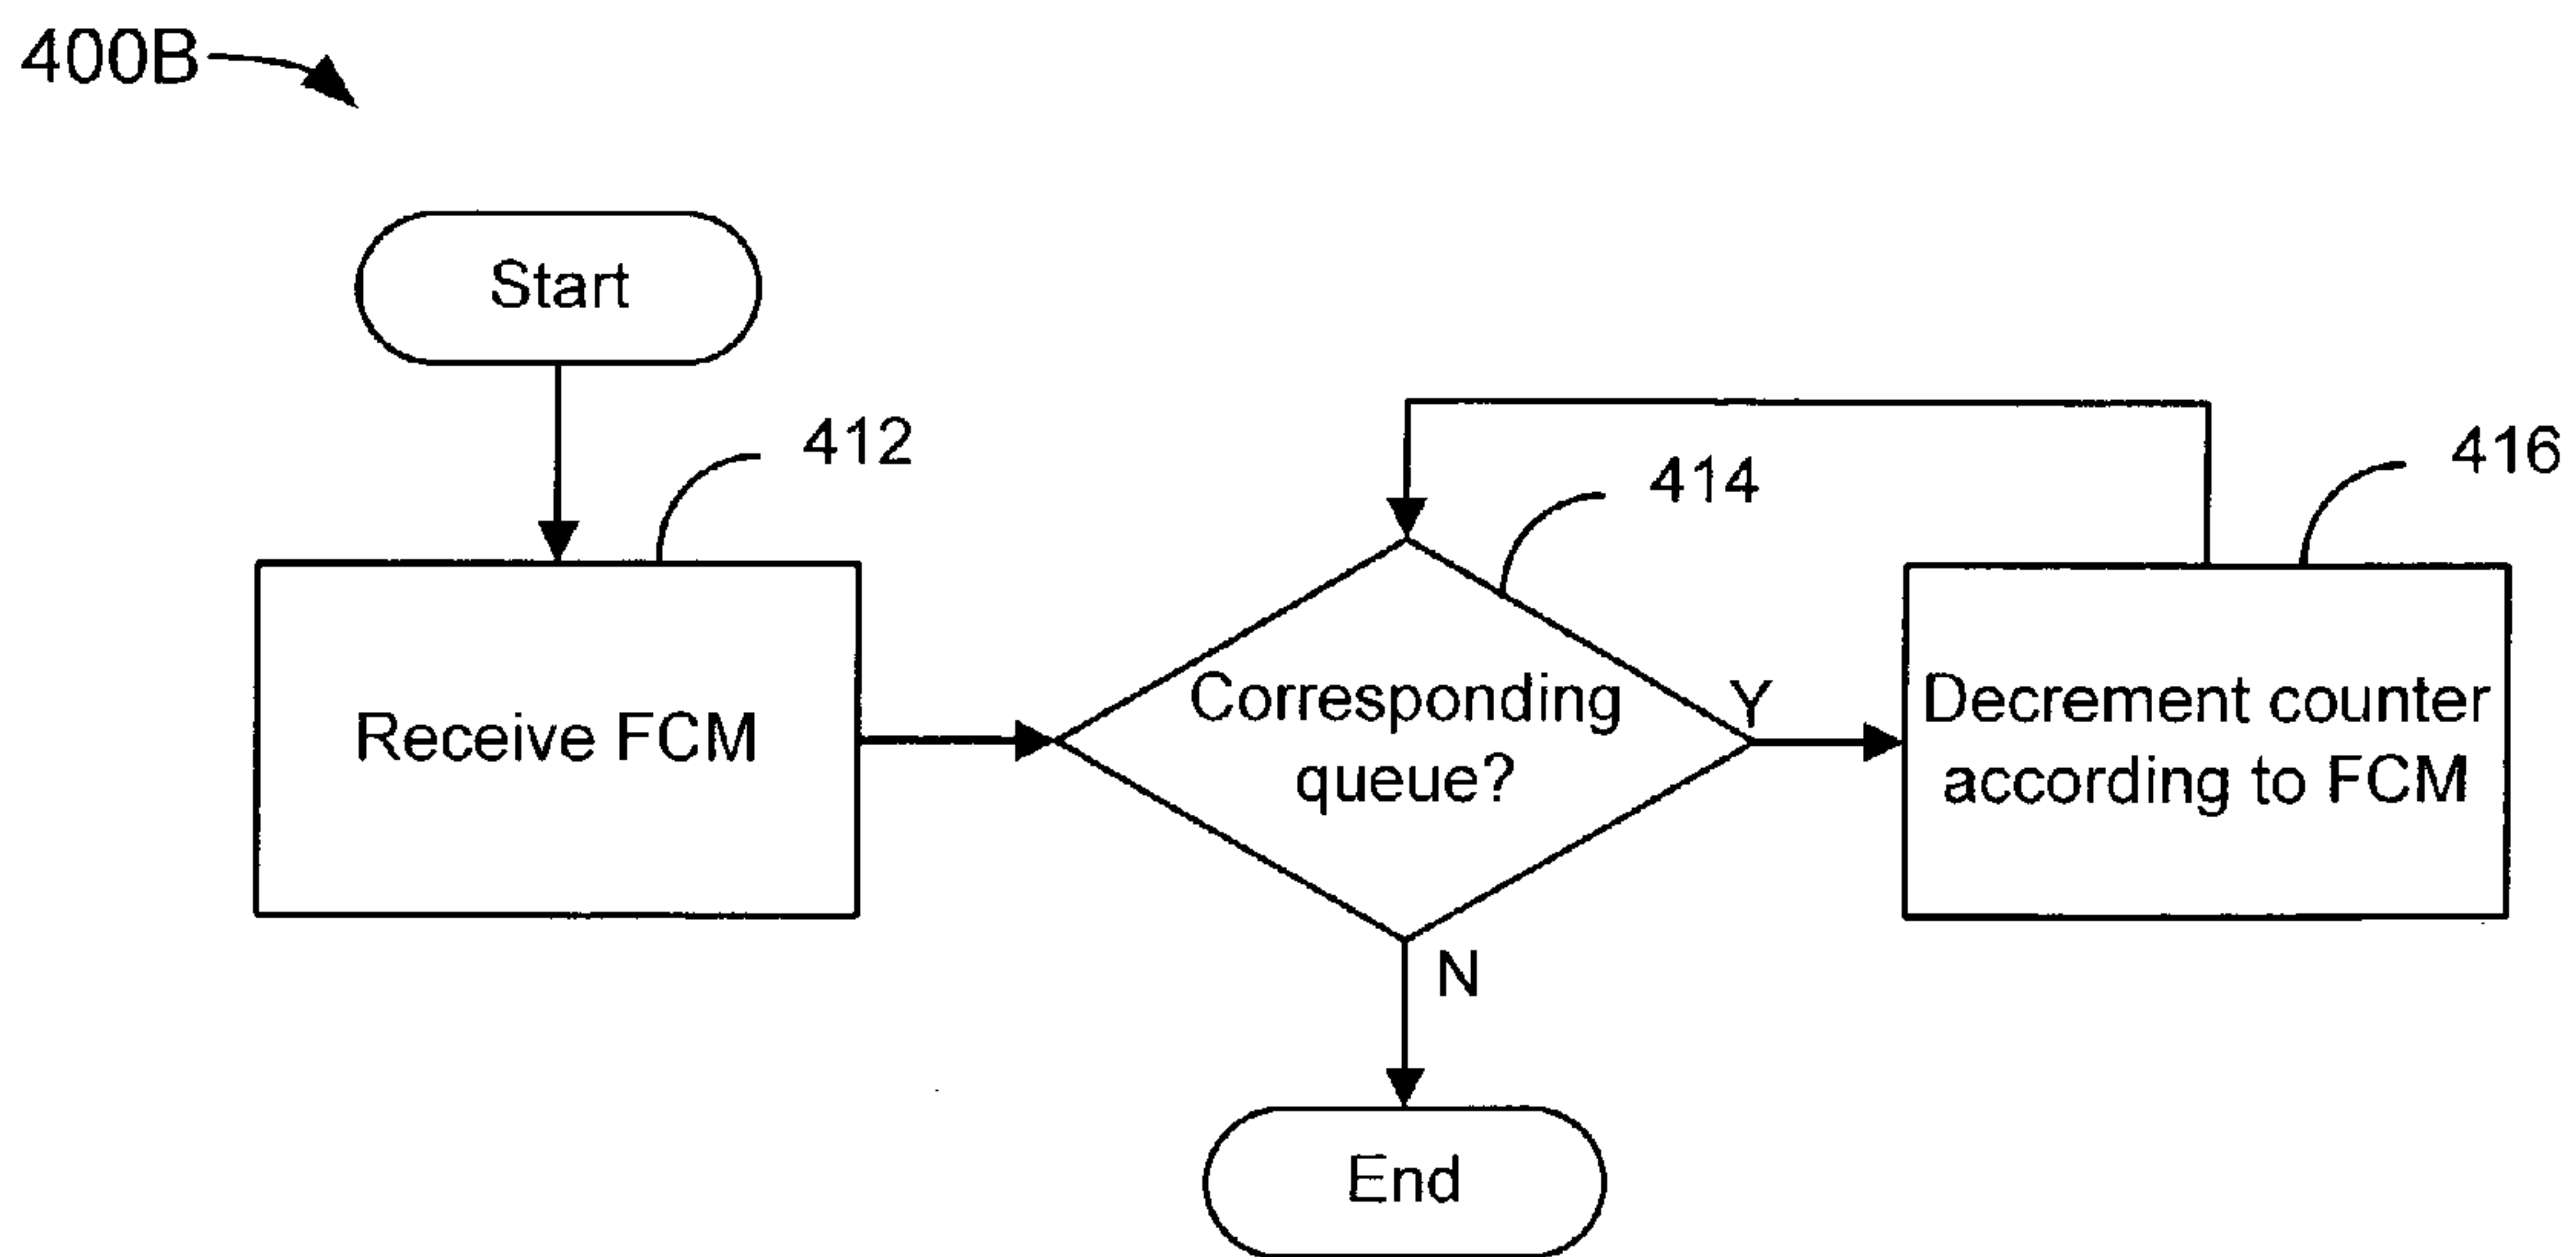 400B
Start
412
414
416
Receive FCM
Corresponding
queue?
Y
Decrement counter
according to FCM
N
End